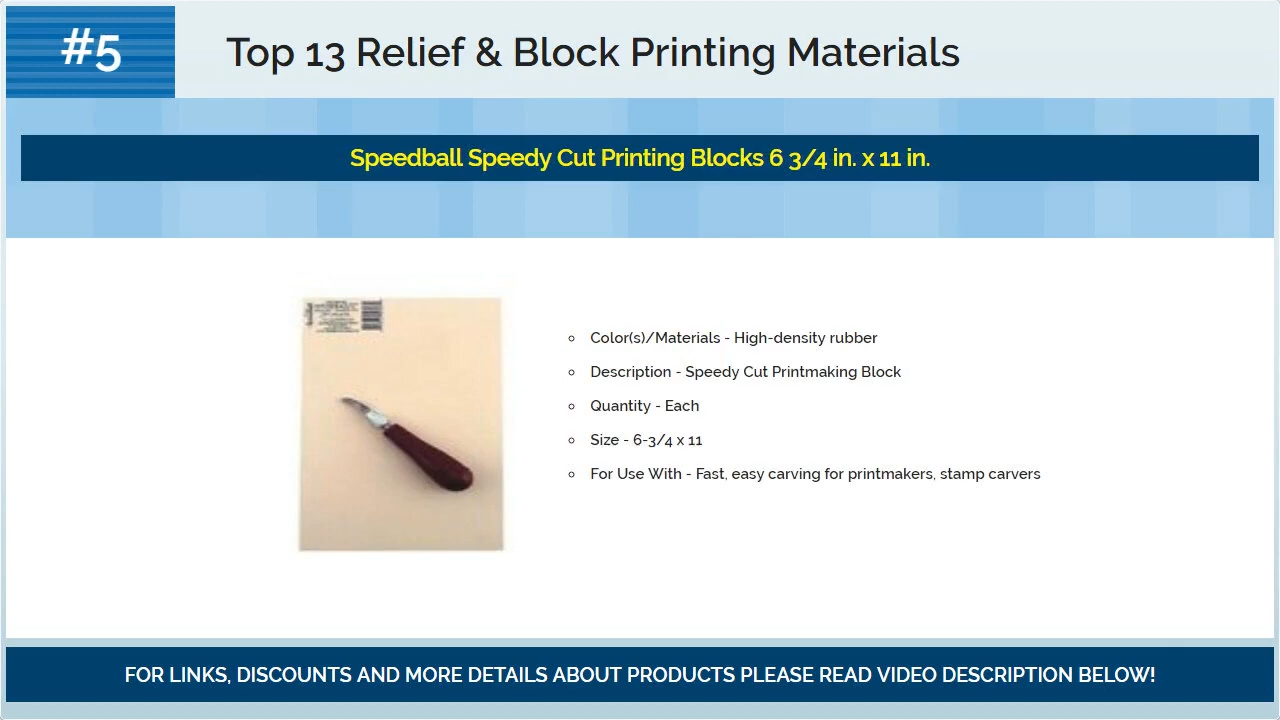 #5
Top 13 Relief & Block Printing Materials
Speedball Speedy Cut Printing Blocks 6 3/4 in. x 11 in.
Color(s)/Materials - High-density rubber
Description - Speedy Cut Printmaking Block
Quantity - Each
Size - 6-3/4 x 11
For Use With - Fast, easy carving for printmakers, stamp carvers
FOR LINKS, DISCOUNTS AND MORE DETAILS ABOUT PRODUCTS PLEASE READ VIDEO DESCRIPTION BELOW!